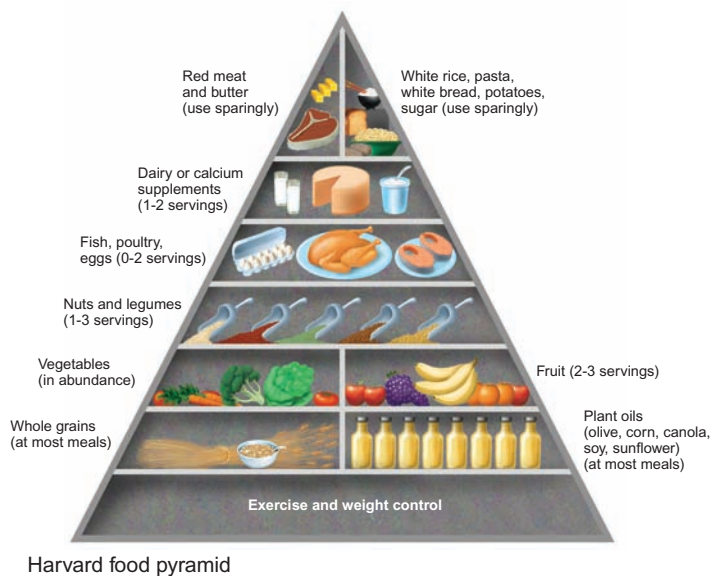 Red meat
and butter
(use sparingly)
White rice, pasta,
white bread, potatoes,
sugar (use sparingly)
Dairy or calcium
supplements
(1-2 servings)
Fish, poultry,
eggs (0-2 servings)
Nuts and legumes
(1-3 servings)
Vegetables
(in abundance)
Fruit (2-3 servings)
Whole grains
(at most meals)
Plant oils
(olive, corn, canola,
soy, sunflower)
(at most meals)
Exercise and weight control
Harvard food pyramid